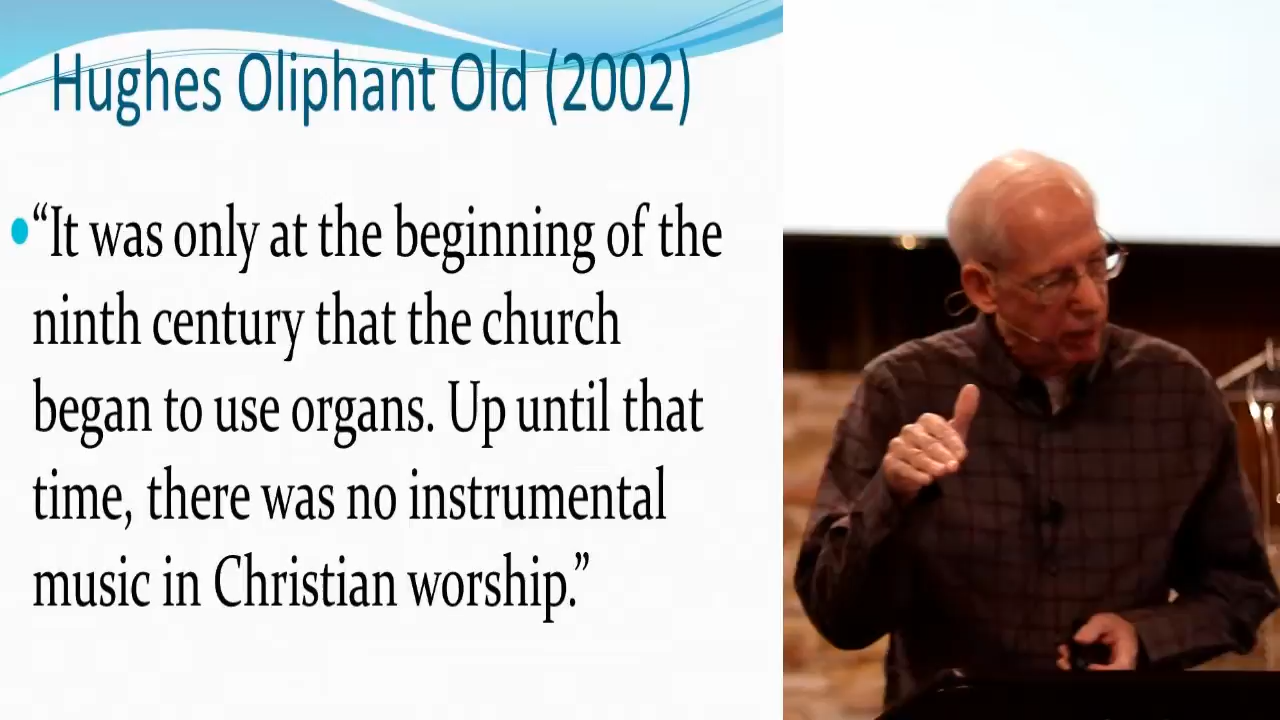 Hughes Oliphant Old (2002)
•“It was only at the beginning of the
ninth century that the church
began to use organs. Up until that
time, there was no instrumental
music in Christian worship.”